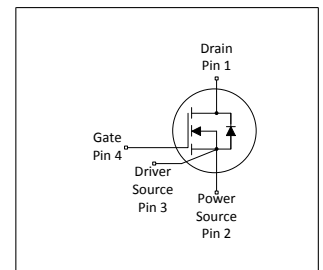 Drain
Pin 1
Gate
Pin 4
Driver
Source
Pin 3
Power
Source
Pin 2